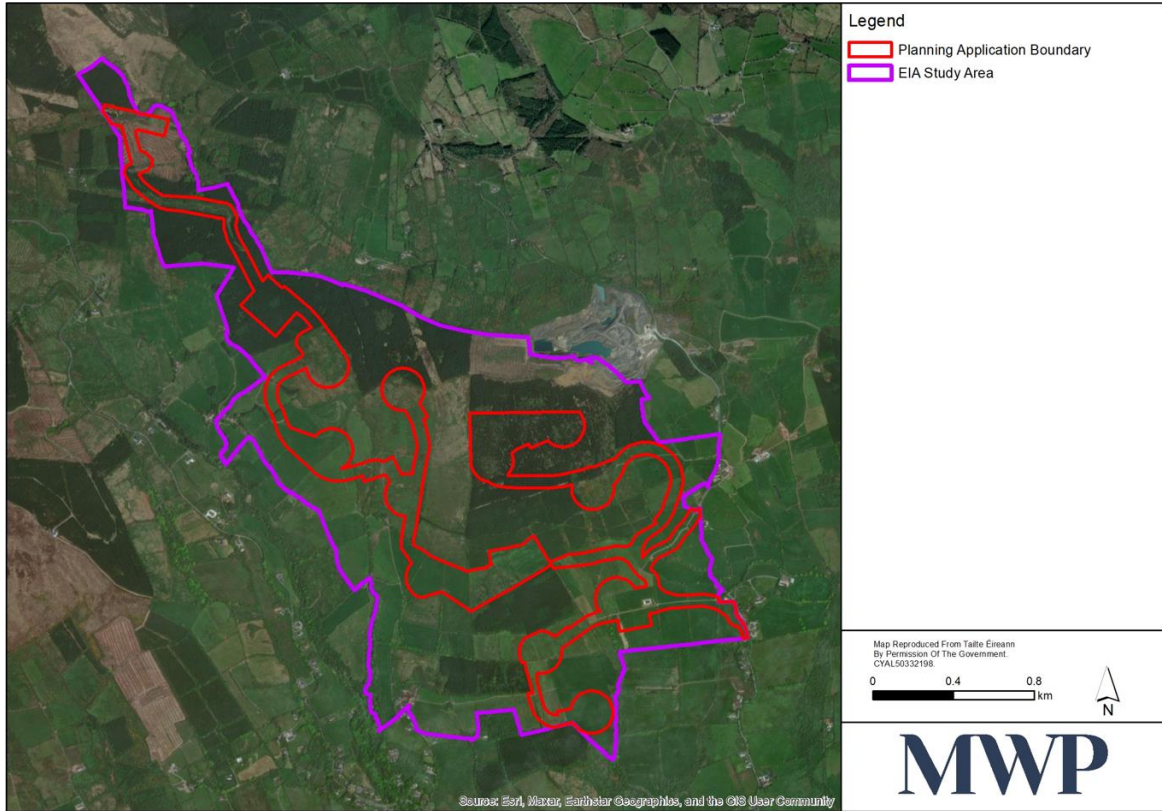 Legend
Planning Application Boundary
EIA Study Area
Map Reproduced From Tailte Éireann
By Permission Of The Government.
CYAL50332198.
0 0.4 0.8
km
N
MWP
Source: Esri, Maxar, Earthstar Geographics, and the GIS User Community